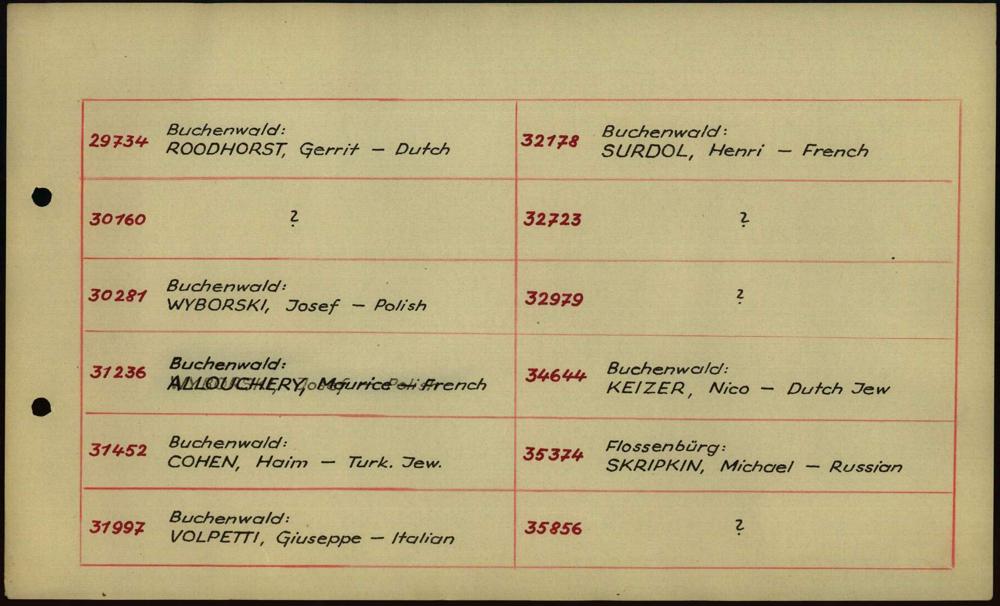 29734 Buchenwald:
ROODHORST, Gerrit — Dutch
30160 ?
30281 Buchenwald:
WYBORSKI, Josef — Polish
31236 Buchenwald:
ALLOUCHERY, Maurice — French
31452 Buchenwald:
COHEN, Haim — Turk. Jew.
31997 Buchenwald:
VOLPETTI, Giuseppe — Italian
32178 Buchenwald:
SURDOL, Henri — French
32723 ?
32979 ?
34644 Buchenwald:
KEIZER, Nico — Dutch Jew
35374 Flossenbürg:
SKRIPKIN, Michael — Russian
35856 ?